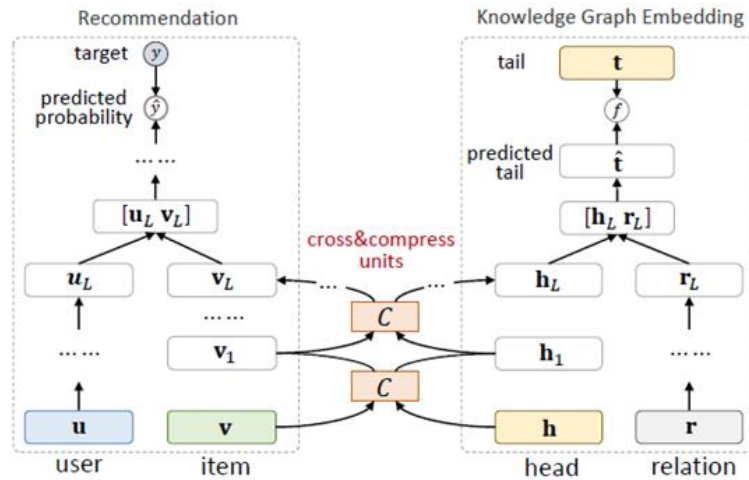 Recommendation
Knowledge Graph Embedding
target
y
tail
t
predicted
probability
ŷ
f
... ...
predicted
tail
t̂
[u_L v_L]
[h_L r_L]
cross&compress
units
u_L
v_L
...
...
h_L
r_L
... ...
C
... ...
v_1
h_1
... ...
C
u
v
h
r
user
item
head
relation